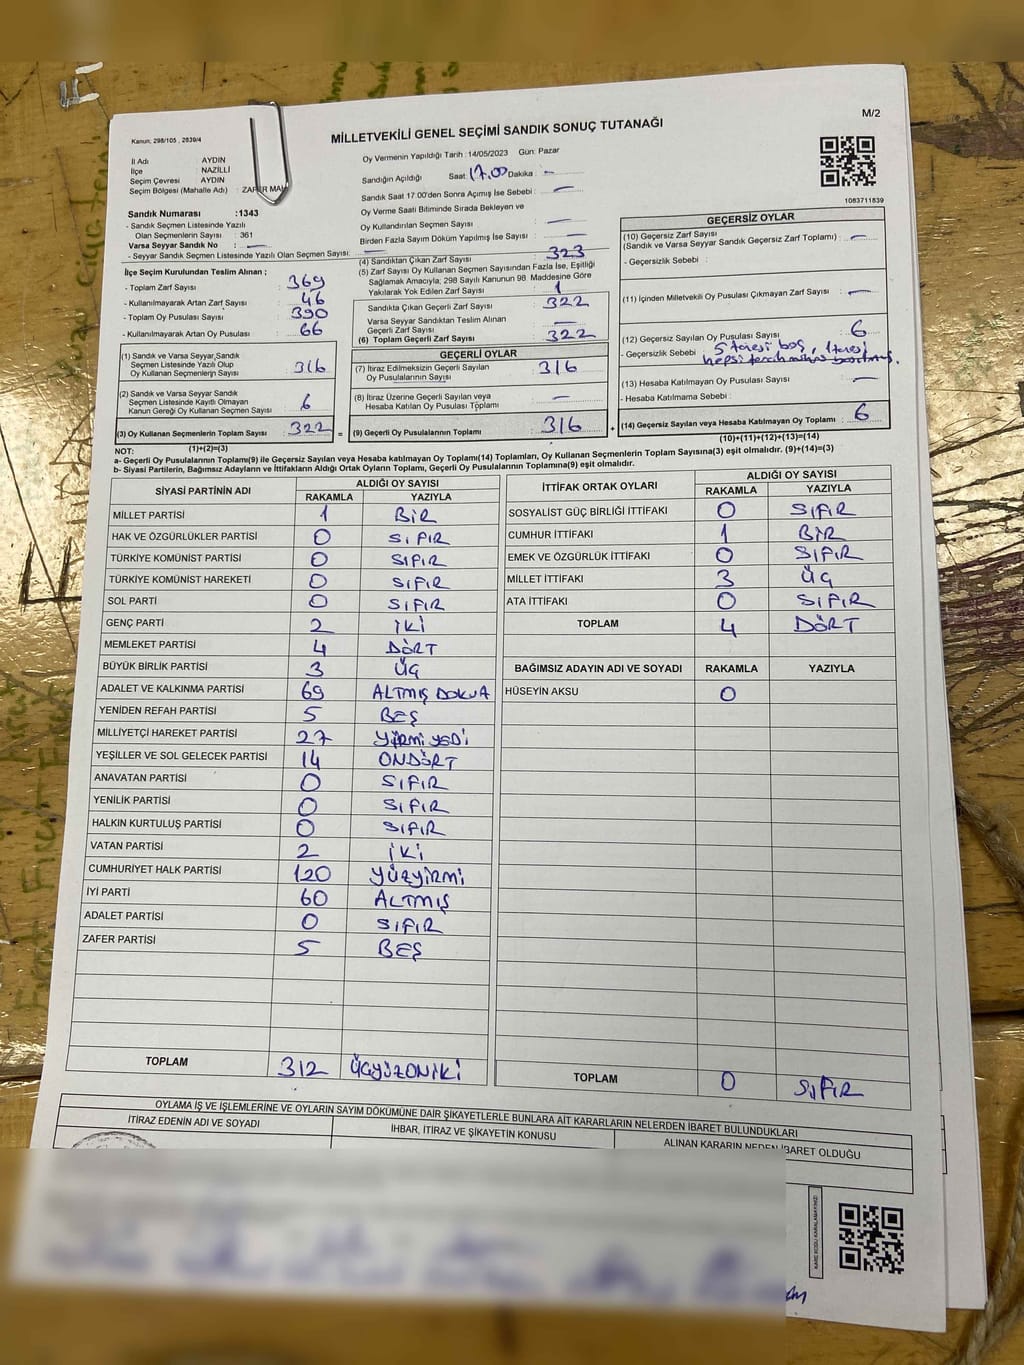 M/2
Kanun; 298/105 , 2839/4
MİLLETVEKİLİ GENEL SEÇİMİ SANDIK SONUÇ TUTANAĞI
İl Adı AYDIN
İlçe NAZİLLİ
Seçim Çevresi AYDIN
Seçim Bölgesi (Mahalle Adı) : ZAFER MAH
Oy Vermenin Yapıldığı Tarih :14/05/2023 Gün: Pazar
Sandığın Açıldığı Saat 17.00 Dakika : -
Sandık Saat 17.00'den Sonra Açımış İse Sebebi : -
Oy Verme Saati Bitiminde Sırada Bekleyen ve
Oy Kullandırılan Seçmen Sayısı : -
Birden Fazla Sayım Döküm Yapılmış İse Sayısı : -
1083711839
Sandık Numarası :1343
- Sandık Seçmen Listesinde Yazılı
Olan Seçmenlerin Sayısı : 361
Varsa Seyyar Sandık No : -
- Seyyar Sandık Seçmen Listesinde Yazılı Olan Seçmen Sayısı: -
İlçe Seçim Kurulundan Teslim Alınan ;
- Toplam Zarf Sayısı : 369
- Kullanılmayarak Artan Zarf Sayısı : 46
- Toplam Oy Pusulası Sayısı : 390
- Kullanılmayarak Artan Oy Pusulası : 66
(1) Sandık ve Varsa Seyyar Sandık
Seçmen Listesinde Yazılı Olup
Oy Kullanan Seçmenlerin Sayısı : 316
(2) Sandık ve Varsa Seyyar Sandık
Seçmen Listesinde Kayıtlı Olmayan
Kanun Gereği Oy Kullanan Seçmen Sayısı : 6
(3) Oy Kullanan Seçmenlerin Toplam Sayısı : 322
(1)+(2)=(3)
(4) Sandıktan Çıkan Zarf Sayısı : 323
(5) Zarf Sayısı Oy Kullanan Seçmen Sayısından Fazla İse, Eşitliği
Sağlamak Amacıyla; 298 Sayılı Kanunun 98. Maddesine Göre
Yakılarak Yok Edilen Zarf Sayısı : 1
Sandıkta Çıkan Geçerli Zarf Sayısı : 322
Varsa Seyyar Sandıktan Teslim Alınan
Geçerli Zarf Sayısı : -
(6) Toplam Geçerli Zarf Sayısı : 322
GEÇERLİ OYLAR
(7) İtiraz Edilmeksizin Geçerli Sayılan
Oy Pusulalarının Sayısı : 316
(8) İtiraz Üzerine Geçerli Sayılan veya
Hesaba Katılan Oy Pusulası Toplamı : -
= (9) Geçerli Oy Pusulalarının Toplamı : 316
GEÇERSİZ OYLAR
(10) Geçersiz Zarf Sayısı
(Sandık ve Varsa Seyyar Sandık Geçersiz Zarf Toplamı) : -
- Geçersizlik Sebebi :
(11) İçinden Milletvekili Oy Pusulası Çıkmayan Zarf Sayısı : -
(12) Geçersiz Sayılan Oy Pusulası Sayısı : 6
- Geçersizlik Sebebi : 5 tanesi boş, 1 tanesi
hepsi
(13) Hesaba Katılmayan Oy Pusulası Sayısı : -
- Hesaba Katılmama Sebebi :
+ (14) Geçersiz Sayılan veya Hesaba Katılmayan Oy Toplamı : 6
(10)+(11)+(12)+(13)=(14)
NOT:
a- Geçerli Oy Pusulasının Toplamı(9) ile Geçersiz Sayılan veya Hesaba Katılmayan Oy Toplamı(14) Toplamları, Oy Kullanan Seçmenlerin Toplam Sayısına(3) eşit olmalıdır. (9)+(14)=(3)
b- Siyasi Partilerin, Bağımsız Adayların ve İttifakların Aldığı Ortak Oyların Toplamı, Geçerli Oy Pusulalarının Toplamına(9) eşit olmalıdır.
SİYASİ PARTİNİN ADI ALDIĞI OY SAYISI
RAKAMLA YAZIYLA
MİLLET PARTİSİ 1 BİR
HAK VE ÖZGÜRLÜKLER PARTİSİ 0 SIFIR
TÜRKİYE KOMÜNİST PARTİSİ 0 SIFIR
TÜRKİYE KOMÜNİST HAREKETİ 0 SIFIR
SOL PARTİ 0 SIFIR
GENÇ PARTİ 2 İKİ
MEMLEKET PARTİSİ 4 DÖRT
BÜYÜK BİRLİK PARTİSİ 3 ÜÇ
ADALET VE KALKINMA PARTİSİ 69 ALTMIŞ DOKUA
YENİDEN REFAH PARTİSİ 5 BEŞ
MİLLİYETÇİ HAREKET PARTİSİ 27 YİRMİ YEDİ
YEŞİLLER VE SOL GELECEK PARTİSİ 14 ONDÖRT
ANAVATAN PARTİSİ 0 SIFIR
YENİLİK PARTİSİ 0 SIFIR
HALKIN KURTULUŞ PARTİSİ 0 SIFIR
VATAN PARTİSİ 2 İKİ
CUMHURİYET HALK PARTİSİ 120 YÜZYİRMİ
İYİ PARTİ 60 ALTMIŞ
ADALET PARTİSİ 0 SIFIR
ZAFER PARTİSİ 5 BEŞ
TOPLAM 312 ÜÇYÜZONİKİ
İTTİFAK ORTAK OYLARI ALDIĞI OY SAYISI
RAKAMLA YAZIYLA
SOSYALİST GÜÇ BİRLİĞİ İTTİFAKI 0 SIFIR
CUMHUR İTTİFAKI 1 BİR
EMEK VE ÖZGÜRLÜK İTTİFAKI 0 SIFIR
MİLLET İTTİFAKI 3 ÜÇ
ATA İTTİFAKI 0 SIFIR
TOPLAM 4 DÖRT
BAĞIMSIZ ADAYIN ADI VE SOYADI RAKAMLA YAZIYLA
HÜSEYİN AKSU 0
TOPLAM 0 SIFIR
OYLAMA İŞ VE İŞLEMLERİNE VE OYLARIN SAYIM DÖKÜMÜNE DAİR ŞİKAYETLERLE BUNLARA AİT KARARLARIN NELERDEN İBARET BULUNDUKLARI
İTİRAZ EDENİN ADI VE SOYADI
İHBAR, İTİRAZ VE ŞİKAYETİN KONUSU
ALINAN KARARIN NEDEN İBARET OLDUĞU
KARE KODU KARALAMAYINIZ!